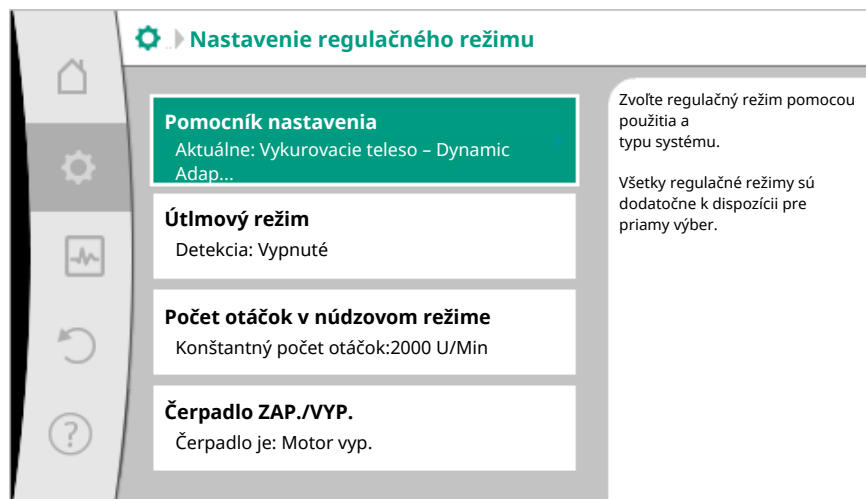 Nastavenie regulačného režimu
Pomocník nastavenia
Aktuálne: Vykurovacie teleso – Dynamic
Adap...
Útlmový režim
Detekcia: Vypnuté
Počet otáčok v núdzovom režime
Konštantný počet otáčok:2000 U/Min
Čerpadlo ZAP./VYP.
Čerpadlo je: Motor vyp.
Zvoľte regulačný režim pomocou
použitia a
typu systému.
Všetky regulačné režimy sú
dodatočne k dispozícii pre
priamy výber.